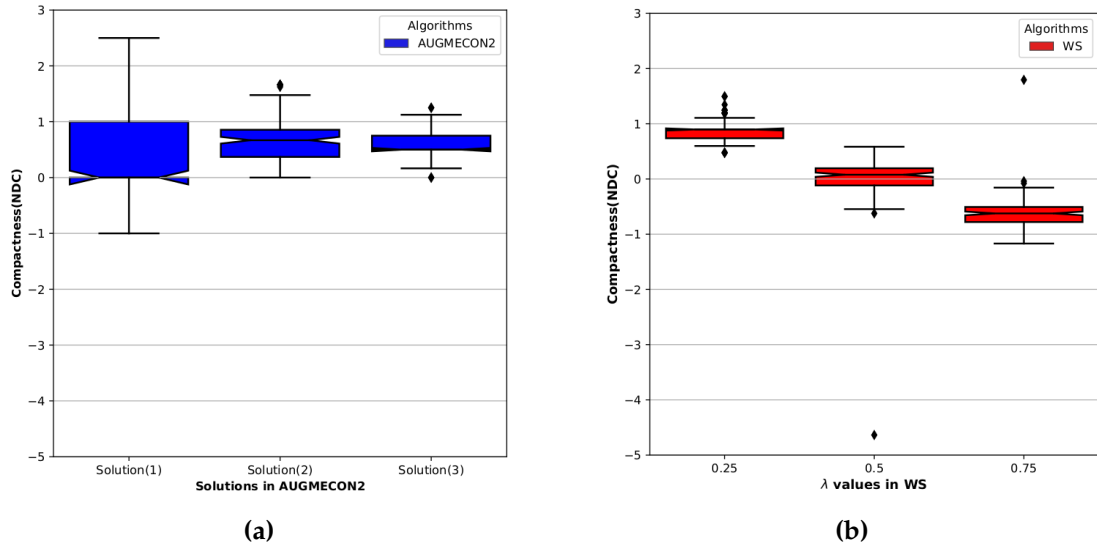 3
2
1
0
−1
−2
−3
−4
−5
Compactness(NDC)
Algorithms
AUGMECON2
Solution(1) Solution(2) Solution(3)
Solutions in AUGMECON2
(a)
3
2
1
0
−1
−2
−3
−4
−5
Compactness(NDC)
Algorithms
WS
0.25 0.5 0.75
λ values in WS
(b)